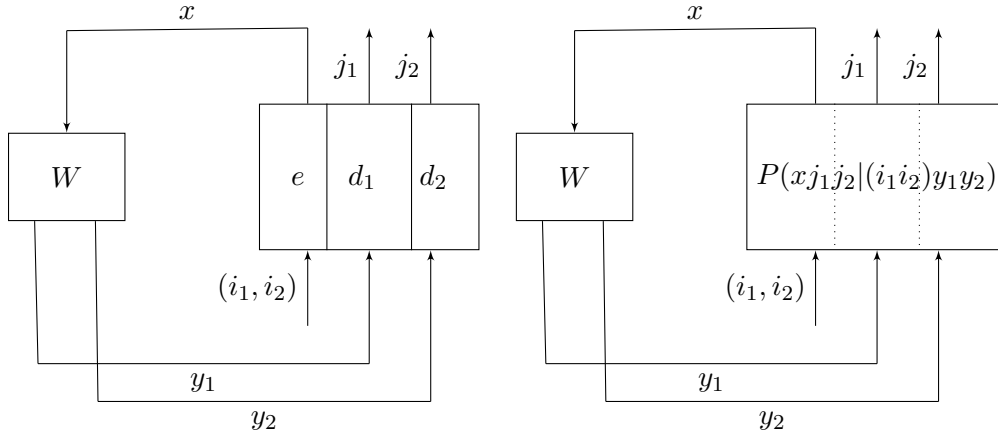 x
j₁ j₂
W
e d₁ d₂
(i₁, i₂)
y₁
y₂
x
j₁ j₂
W
P(xj₁j₂|(i₁i₂)y₁y₂)
(i₁, i₂)
y₁
y₂